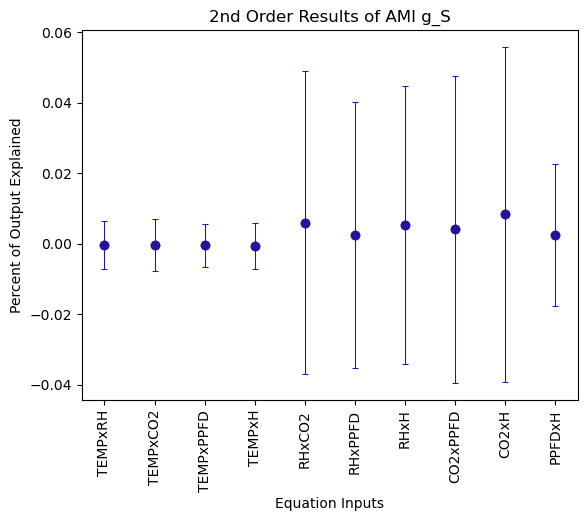 2nd Order Results of AMI g_S
Percent of Output Explained
0.06
0.04
0.02
0.00
−0.02
−0.04
TEMPxRH
TEMPxCO2
TEMPxPPFD
TEMPxH
RHxCO2
RHxPPFD
RHxH
CO2xPPFD
CO2xH
PPFDxH
Equation Inputs